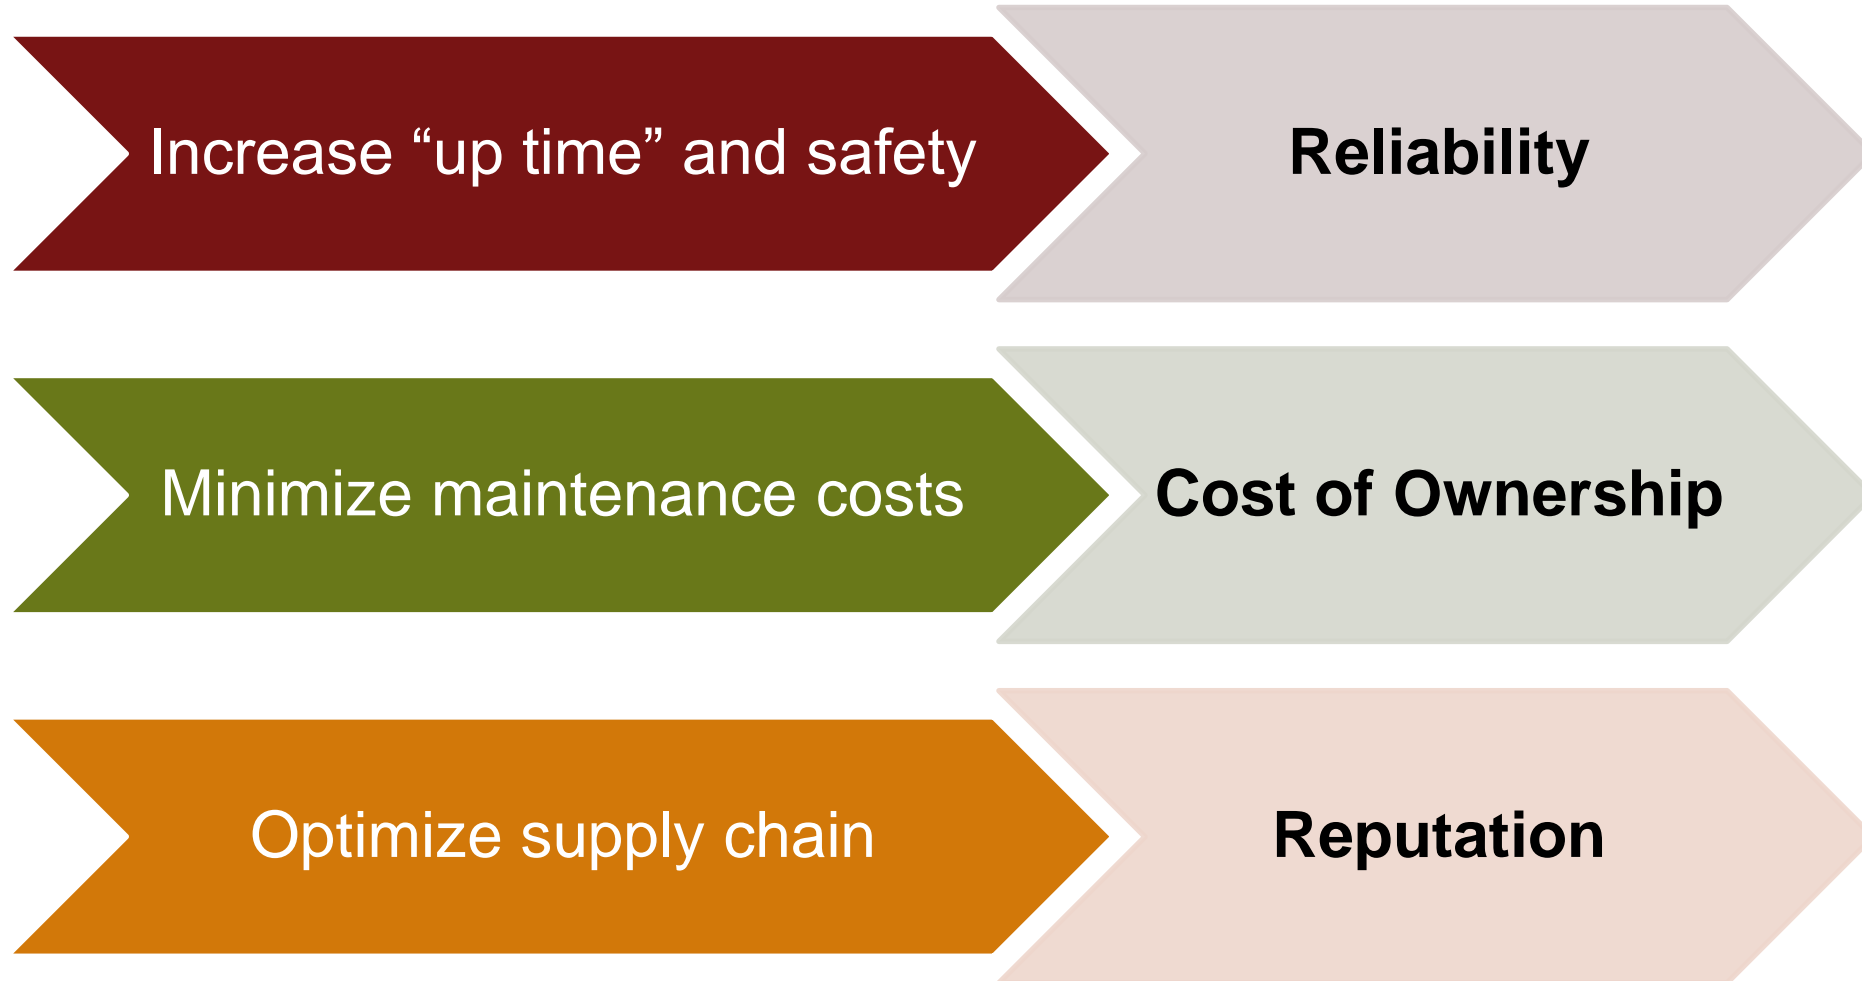 Increase “up time” and safety
Reliability
Minimize maintenance costs
Cost of Ownership
Optimize supply chain
Reputation